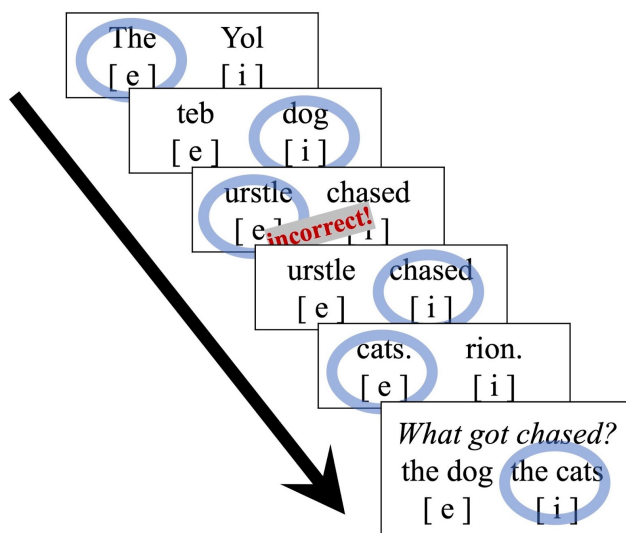 The Yol
[ e ] [ i ]
teb dog
[ e ] [ i ]
urstle chased
[ e ] [ i ]
incorrect!
urstle chased
[ e ] [ i ]
cats. rion.
[ e ] [ i ]
What got chased?
the dog the cats
[ e ] [ i ]